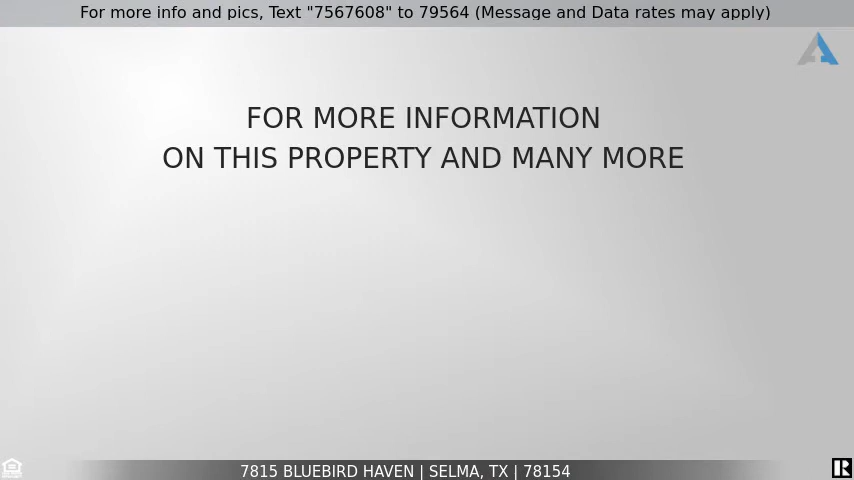 For more info and pics, Text "7567608" to 79564 (Message and Data rates may apply)
FOR MORE INFORMATION
ON THIS PROPERTY AND MANY MORE
7815 BLUEBIRD HAVEN | SELMA, TX | 78154